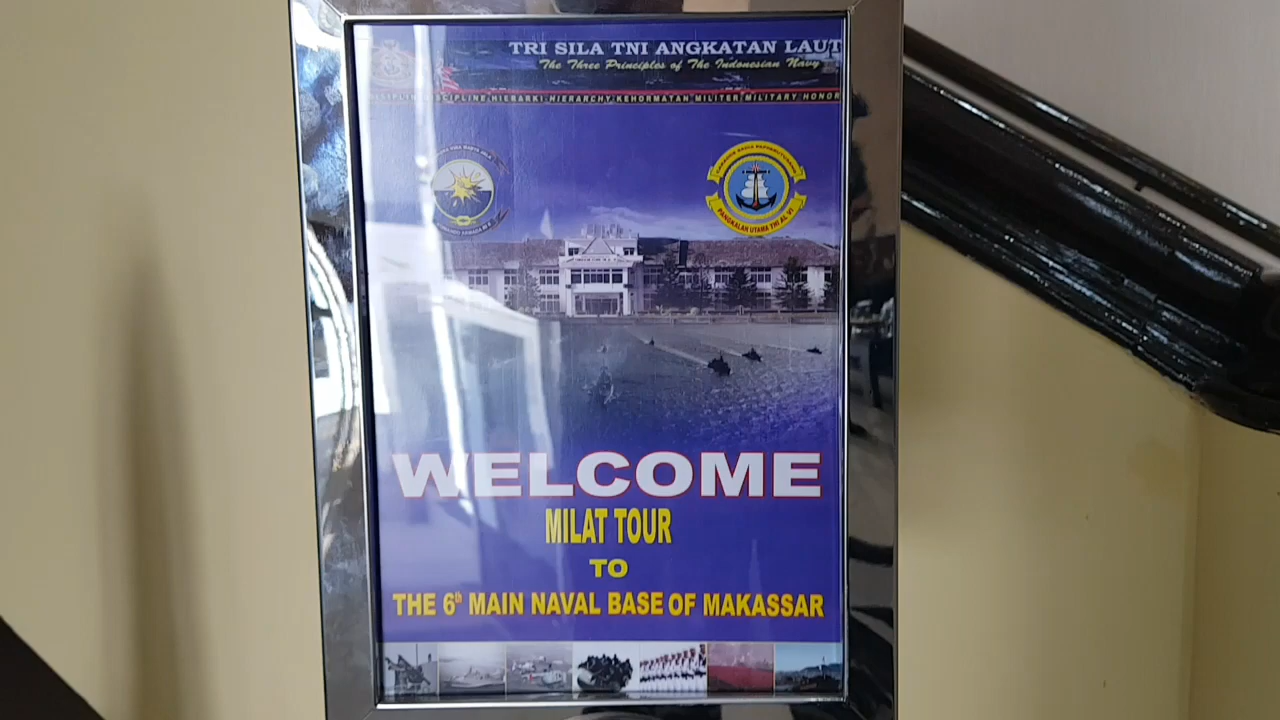 TRI SILA TNI ANGKATAN LAUT
The Three Principles of The Indonesian Navy
DISCIPLINE HIERARKI-HIERARCHY KEHORMATAN MILITER MILITARY HONOR
PANGKALAN UTAMA TNI AL VI
WELCOME
MILAT TOUR
TO
THE 6th MAIN NAVAL BASE OF MAKASSAR